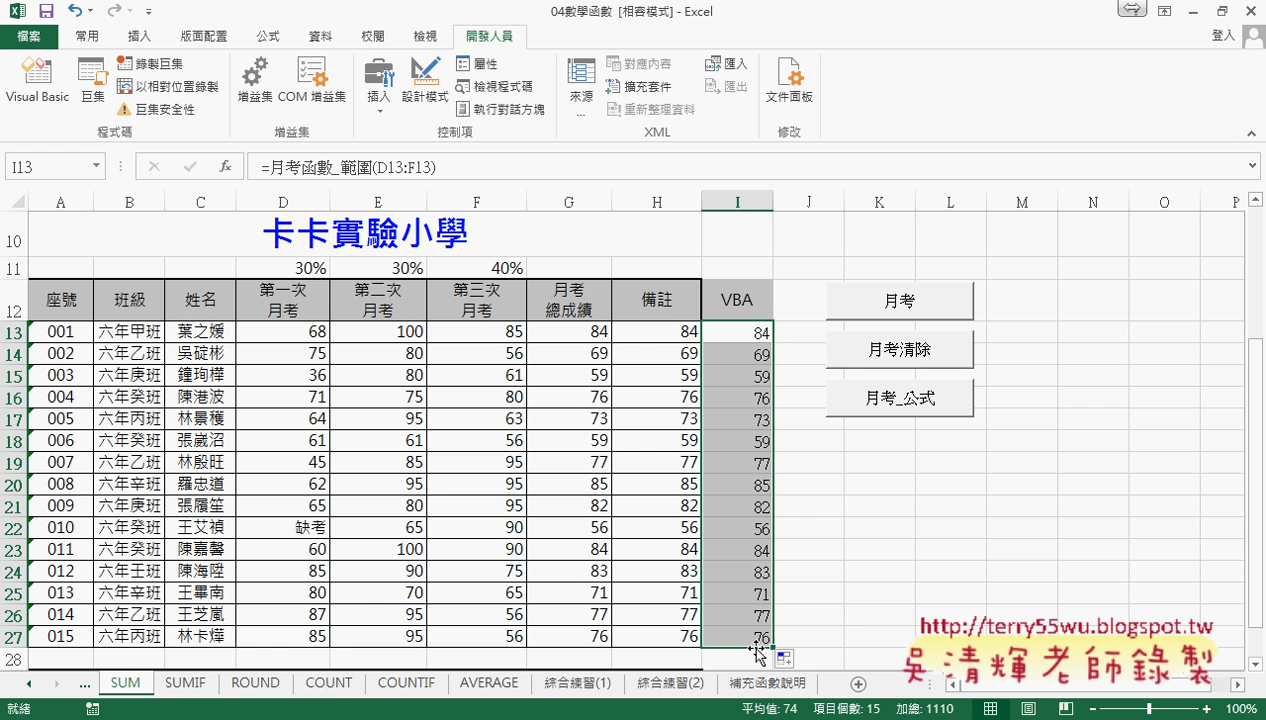 04數學函數 [相容模式] - Excel
檔案 常用 插入 版面配置 公式 資料 校閱 檢視 開發人員 登入
Visual Basic 巨集 錄製巨集 以相對位置錄製 巨集安全性 增益集 COM 增益集 插入 設計模式 屬性 檢視程式碼 執行對話方塊 來源 ... 對應內容 擴充套件 重新整理資料 匯入 匯出 文件面板
程式碼 增益集 控制項 XML 修改
I13 fx =月考函數_範圍(D13:F13)
A B C D E F G H I J K L M N O P
10 卡卡實驗小學
11 30% 30% 40%
12 座號 班級 姓名 第一次月考 第二次月考 第三次月考 月考總成績 備註 VBA 月考
13 001 六年甲班 葉之媛 68 100 85 84 84 84
14 002 六年乙班 吳碇彬 75 80 56 69 69 69 月考清除
15 003 六年庚班 鐘珣樺 36 80 61 59 59 59
16 004 六年癸班 陳港波 71 75 80 76 76 76 月考_公式
17 005 六年丙班 林景穫 64 95 63 73 73 73
18 006 六年癸班 張崴沼 61 61 56 59 59 59
19 007 六年乙班 林殷旺 45 85 95 77 77 77
20 008 六年辛班 羅忠道 62 95 95 85 85 85
21 009 六年庚班 張履笙 65 80 95 82 82 82
22 010 六年癸班 王艾禎 缺考 65 90 56 56 56
23 011 六年癸班 陳嘉馨 60 100 90 84 84 84
24 012 六年壬班 陳海陞 85 90 75 83 83 83
25 013 六年辛班 王畢南 80 70 65 71 71 71
26 014 六年乙班 王芝嵐 87 95 56 77 77 77
27 015 六年丙班 林卡燁 85 95 56 76 76 76
28
http://terry55wu.blogspot.tw
吳清輝老師錄製
... SUM SUMIF ROUND COUNT COUNTIF AVERAGE 綜合練習(1) 綜合練習(2) 補充函數說明
就緒 平均值: 74 項目個數: 15 加總: 1110 100%